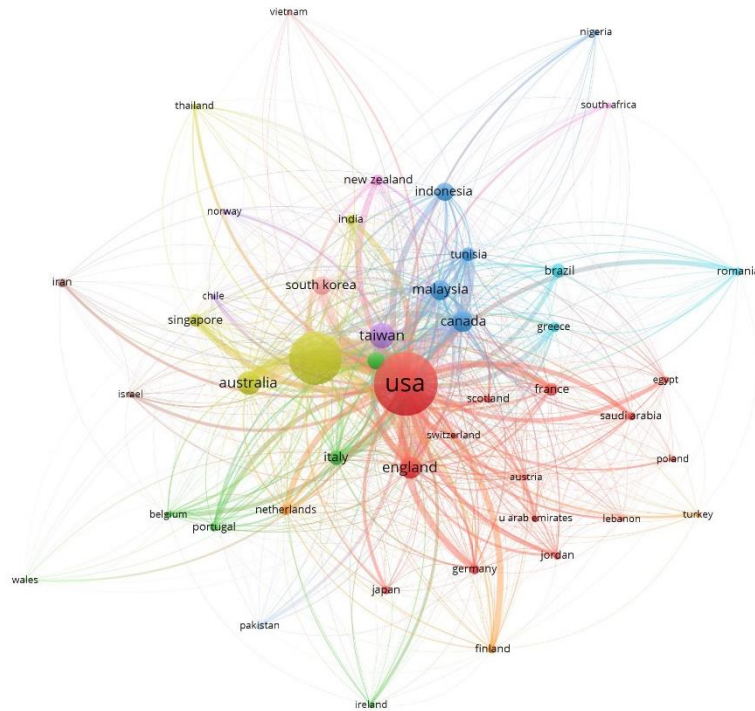 vietnam
nigeria
thailand
south africa
new zealand
indonesia
norway
india
tunisia
brazil
romania
iran
south korea
malaysia
chile
singapore
taiwan
canada
greece
australia
usa
egypt
israel
scotland
france
saudi arabia
switzerland
italy
england
poland
austria
belgium
netherlands
portugal
u arab emirates
lebanon
turkey
jordan
wales
germany
japan
pakistan
finland
ireland